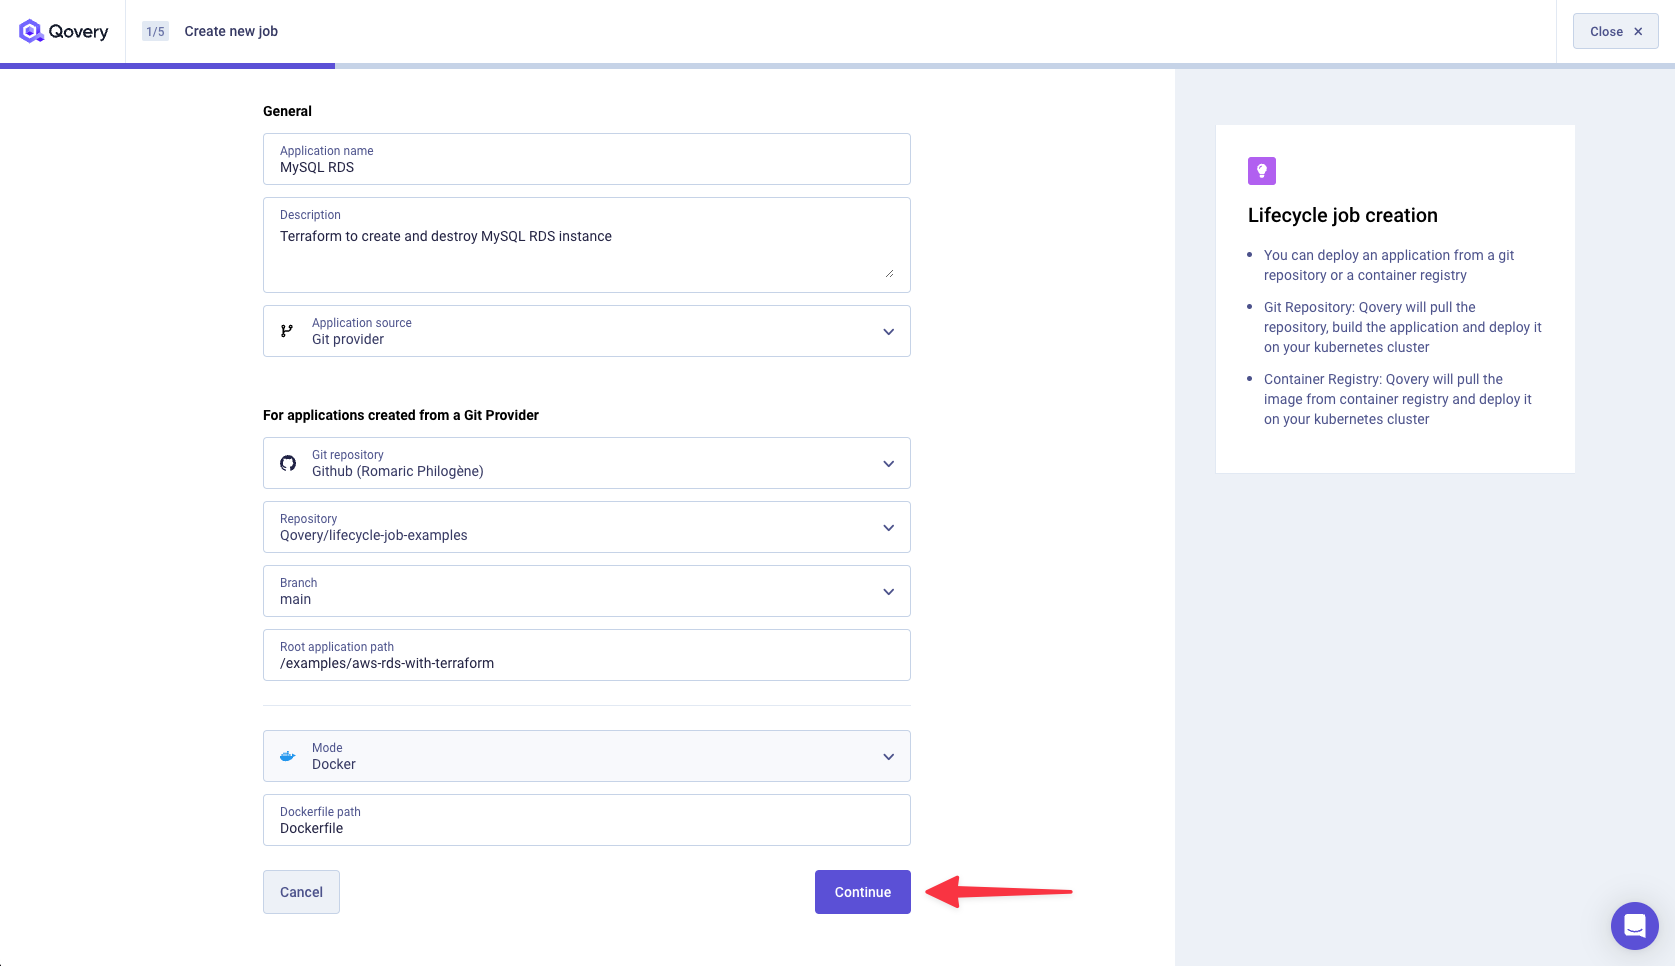 Qovery
1/5
Create new job
Close
General
Application name
MySQL RDS
Description
Terraform to create and destroy MySQL RDS instance
Application source
Git provider
For applications created from a Git Provider
Git repository
Github (Romaric Philogène)
Repository
Qovery/lifecycle-job-examples
Branch
main
Root application path
/examples/aws-rds-with-terraform
Mode
Docker
Dockerfile path
Dockerfile
Cancel
Continue
Lifecycle job creation
You can deploy an application from a git
repository or a container registry
Git Repository: Qovery will pull the
repository, build the application and deploy it
on your kubernetes cluster
Container Registry: Qovery will pull the
image from container registry and deploy it
on your kubernetes cluster